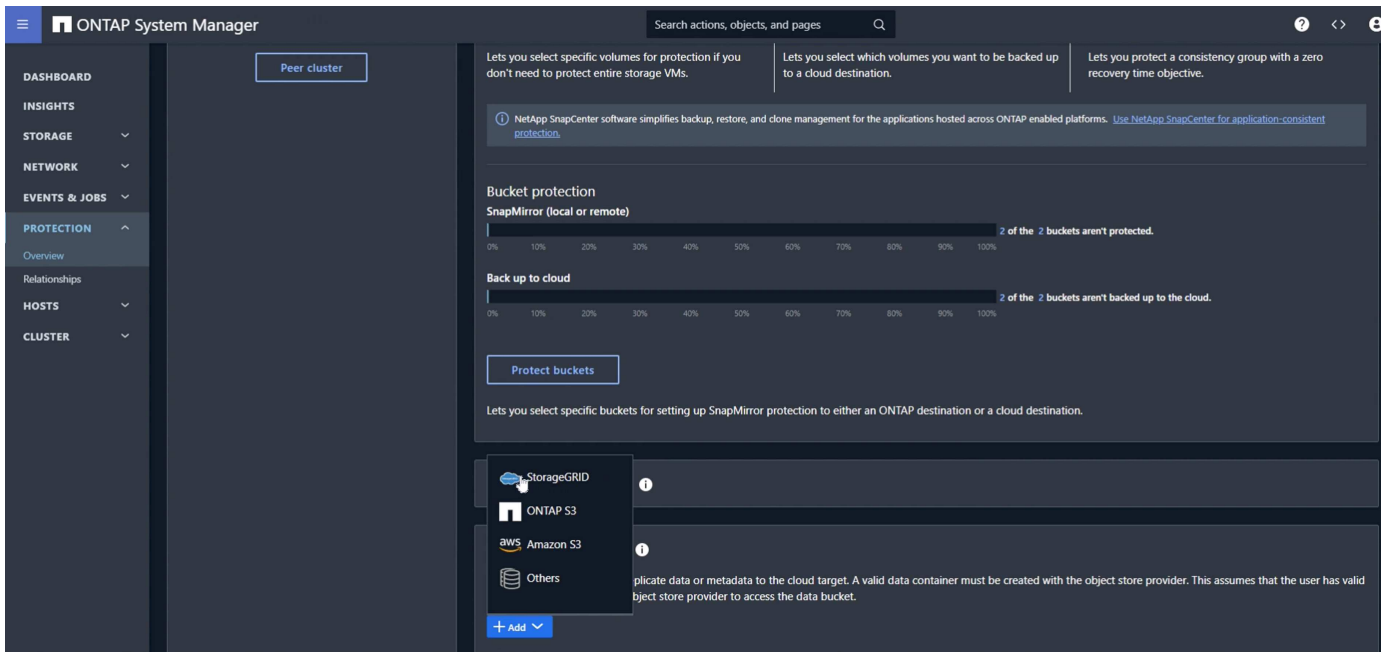 ONTAP System Manager
Search actions, objects, and pages
DASHBOARD
INSIGHTS
STORAGE
NETWORK
EVENTS & JOBS
PROTECTION
Overview
Relationships
HOSTS
CLUSTER
Peer cluster
Lets you select specific volumes for protection if you
don't need to protect entire storage VMs.
Lets you select which volumes you want to be backed up
to a cloud destination.
Lets you protect a consistency group with a zero
recovery time objective.
NetApp SnapCenter software simplifies backup, restore, and clone management for the applications hosted across ONTAP enabled platforms. Use NetApp SnapCenter for application-consistent
protection.
Bucket protection
SnapMirror (local or remote)
2 of the 2 buckets aren't protected.
0% 10% 20% 30% 40% 50% 60% 70% 80% 90% 100%
Back up to cloud
2 of the 2 buckets aren't backed up to the cloud.
0% 10% 20% 30% 40% 50% 60% 70% 80% 90% 100%
Protect buckets
Lets you select specific buckets for setting up SnapMirror protection to either an ONTAP destination or a cloud destination.
StorageGRID
ONTAP S3
aws Amazon S3
Others
plicate data or metadata to the cloud target. A valid data container must be created with the object store provider. This assumes that the user has valid
bject store provider to access the data bucket.
+ Add